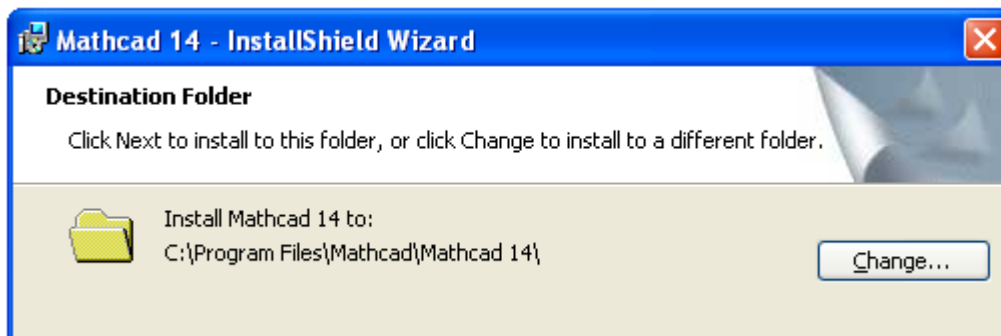 Mathcad 14 - InstallShield Wizard
Destination Folder
Click Next to install to this folder, or click Change to install to a different folder.
Install Mathcad 14 to:
C:\Program Files\Mathcad\Mathcad 14\
Change...